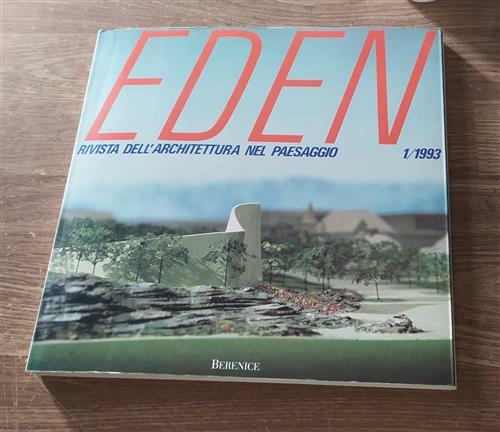 EDEN
RIVISTA DELL'ARCHITETTURA NEL PAESAGGIO 1/1993
BERENICE